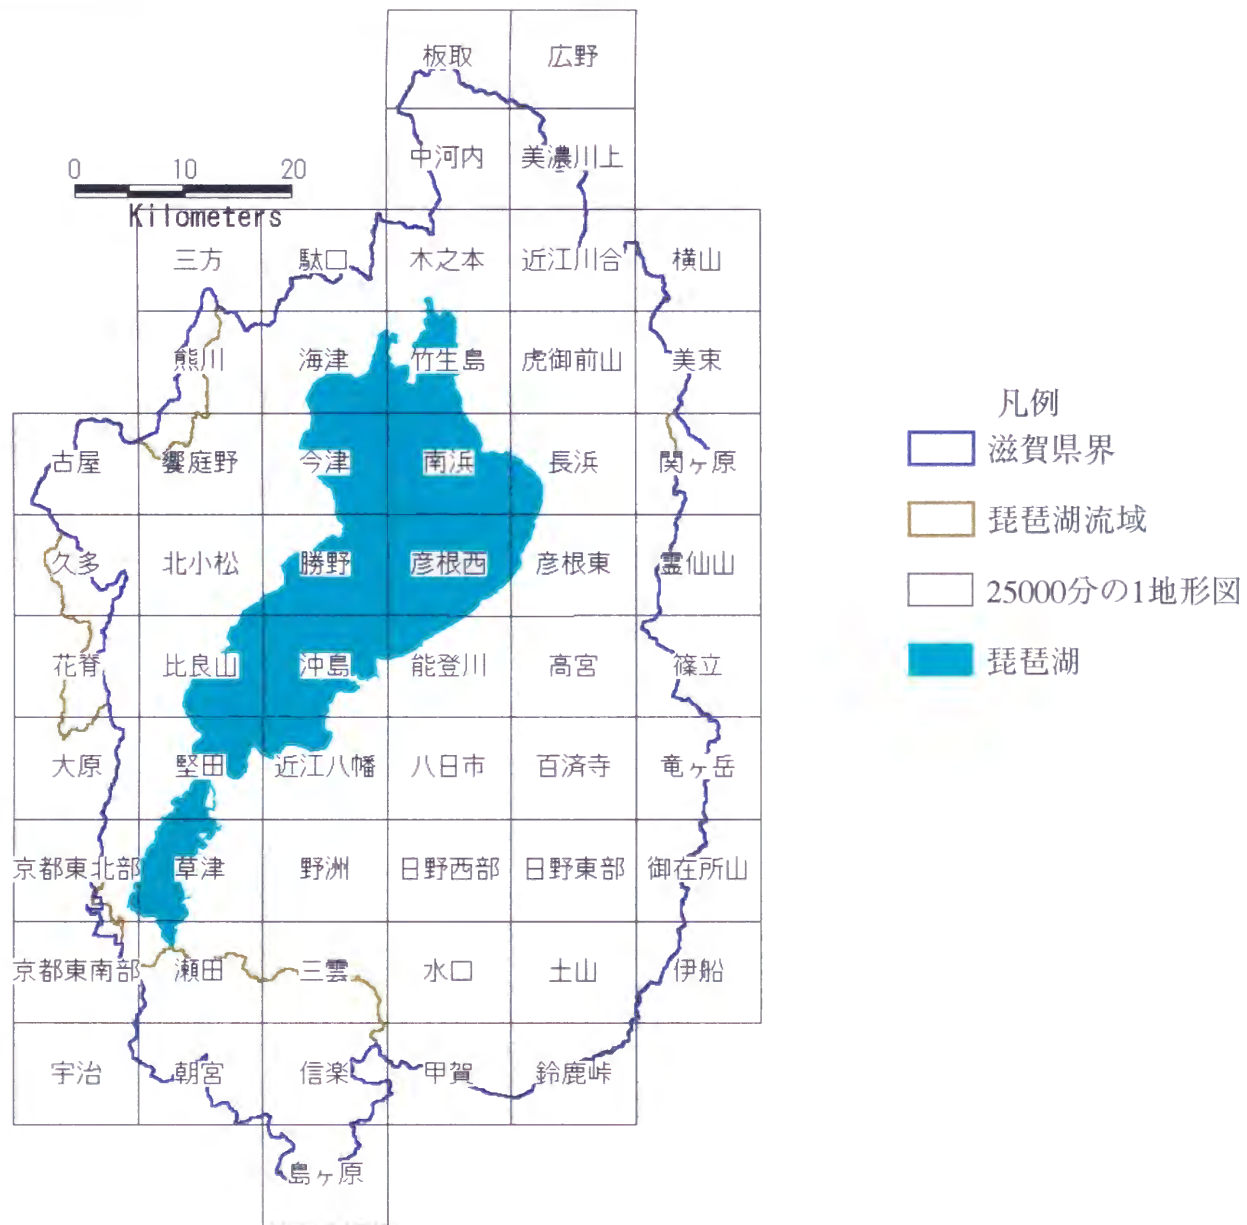 板取 広野
中河内 美濃川上
0 10 20
Kilometers
三方 駄口 木之本 近江川合 横山
熊川 海津 竹生島 虎御前山 美束
古屋 饗庭野 今津 南浜 長浜 関ヶ原
久多 北小松 勝野 彦根西 彦根東 霊仙山
花脊 比良山 沖島 能登川 高宮 篠立
大原 堅田 近江八幡 八日市 百済寺 竜ヶ岳
京都東北部 草津 野洲 日野西部 日野東部 御在所山
京都東南部 瀬田 三雲 水口 土山 伊船
宇治 朝宮 信楽 甲賀 鈴鹿峠
島ヶ原
凡例
滋賀県界
琵琶湖流域
25000分の1地形図
琵琶湖